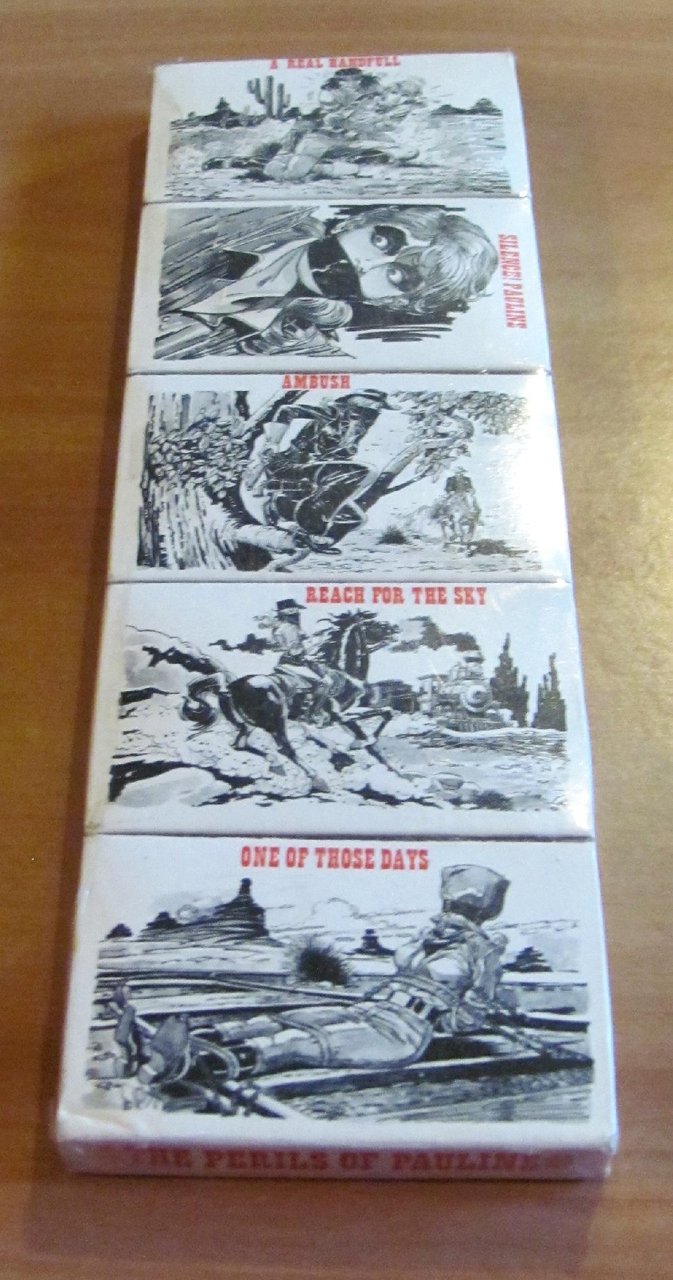 A REAL HANDFULL
SILENCE! PAULINE
AMBUSH
REACH FOR THE SKY
ONE OF THOSE DAYS
THE PERILS OF PAULINE